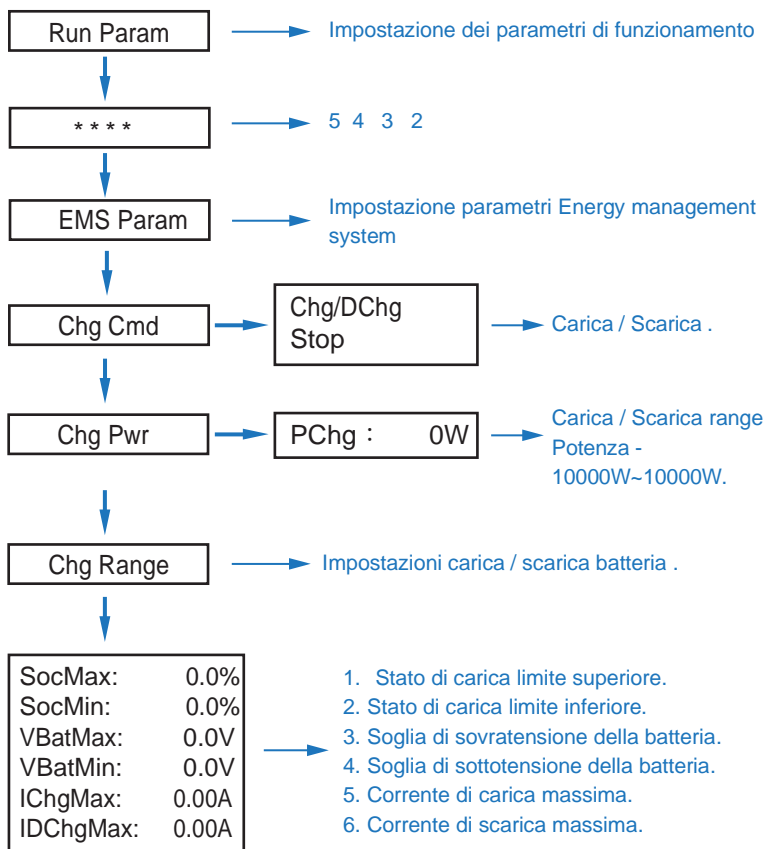 Run Param
Impostazione dei parametri di funzionamento
* * * *
5 4 3 2
EMS Param
Impostazione parametri Energy management
system
Chg Cmd
Chg/DChg
Stop
Carica / Scarica .
Chg Pwr
PChg : 0W
Carica / Scarica range
Potenza -
10000W~10000W.
Chg Range
Impostazioni carica / scarica batteria .
SocMax: 0.0%
SocMin: 0.0%
VBatMax: 0.0V
VBatMin: 0.0V
IChgMax: 0.00A
IDChgMax: 0.00A
1. Stato di carica limite superiore.
2. Stato di carica limite inferiore.
3. Soglia di sovratensione della batteria.
4. Soglia di sottotensione della batteria.
5. Corrente di carica massima.
6. Corrente di scarica massima.